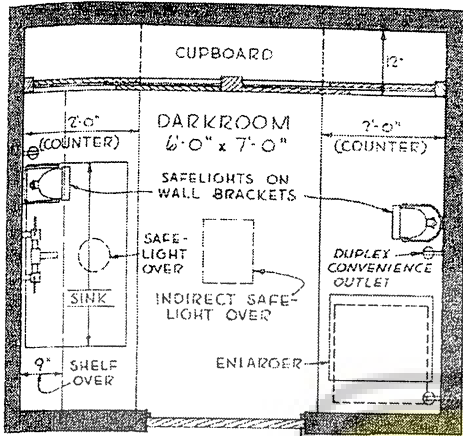 CUPBOARD
12"
DARKROOM
6'-0" x 7'-0"
2'-0"
(COUNTER)
2'-0"
(COUNTER)
SAFELIGHTS ON
WALL BRACKETS
SAFE-
LIGHT
OVER
DUPLEX
CONVENIENCE
OUTLET
SINK
INDIRECT SAFE-
LIGHT OVER
9"
SHELF
OVER
ENLARGER